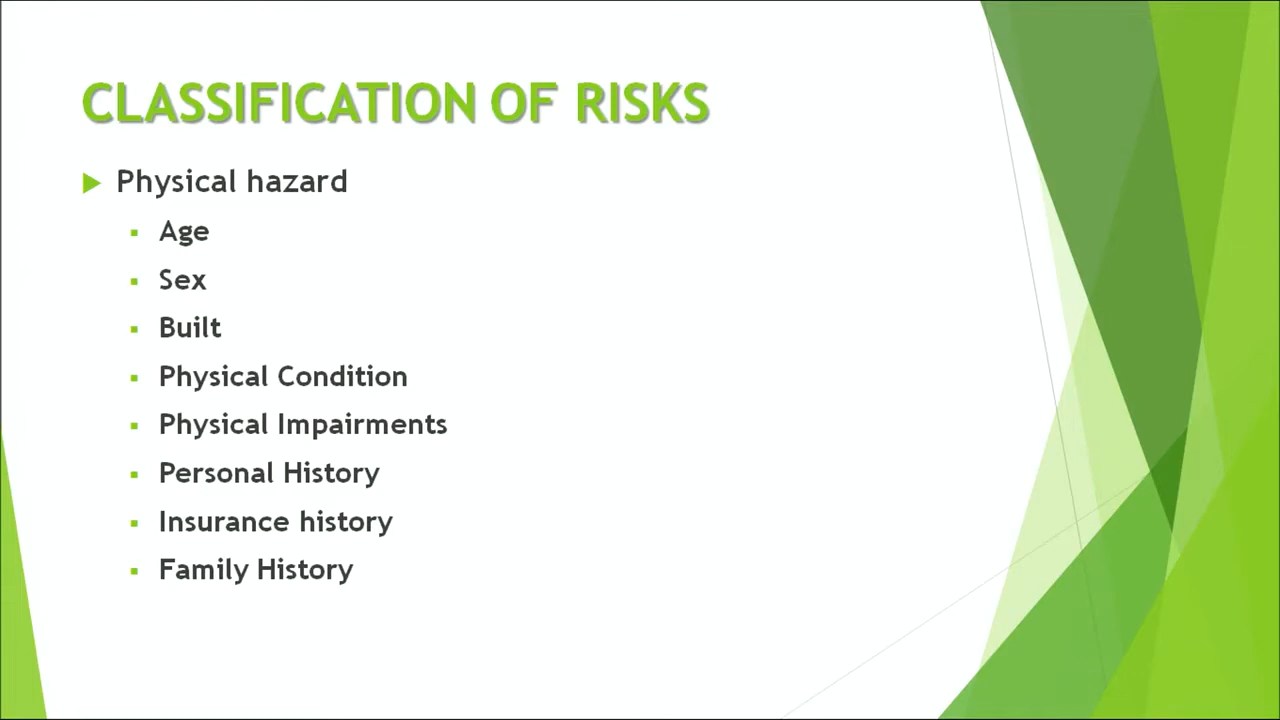 CLASSIFICATION OF RISKS
Physical hazard
Age
Sex
Built
Physical Condition
Physical Impairments
Personal History
Insurance history
Family History